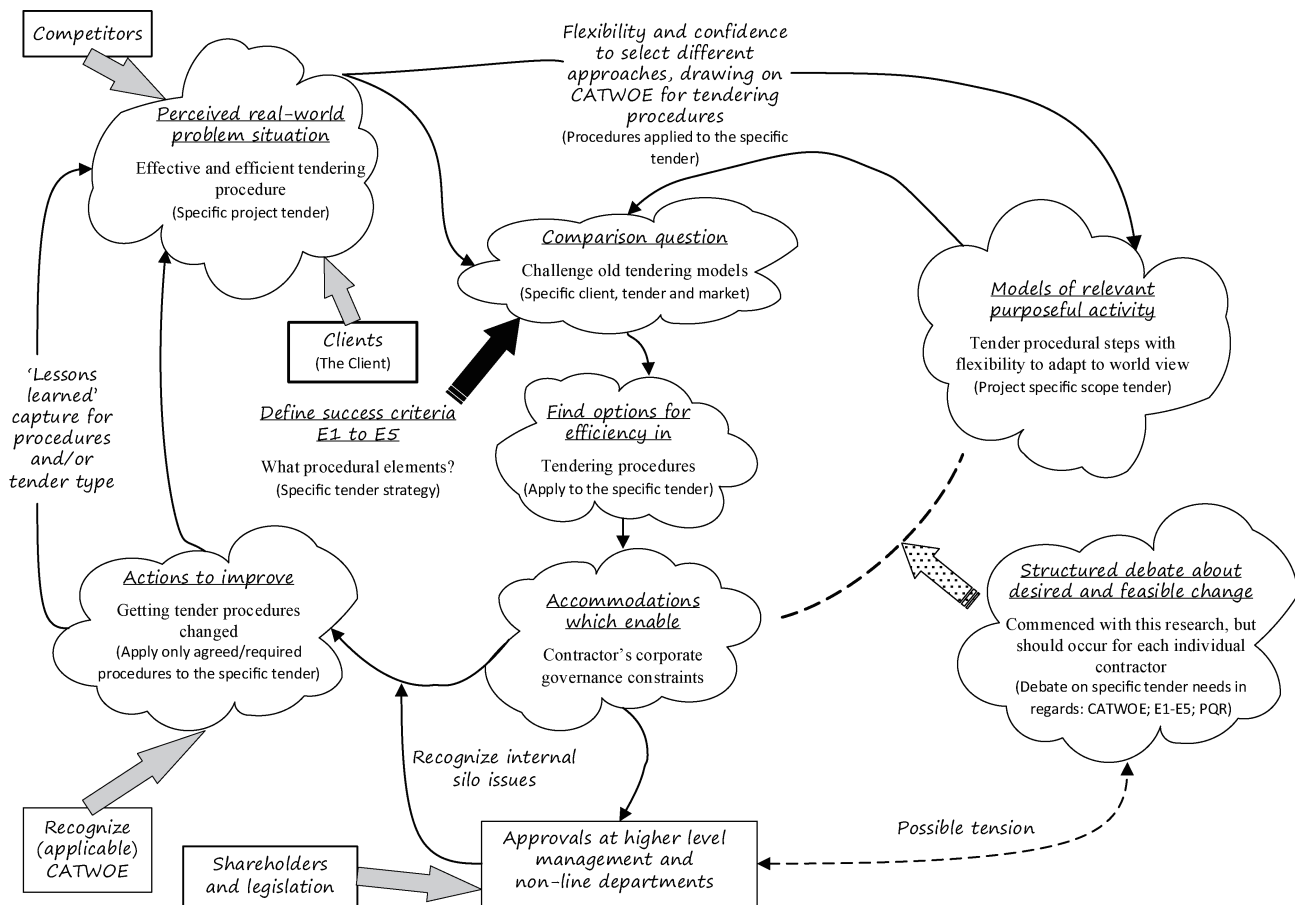 Competitors
Perceived real-world
problem situation
Effective and efficient tendering
procedure
(Specific project tender)
Flexibility and confidence
to select different
approaches, drawing on
CATWOE for tendering
procedures
(Procedures applied to the specific
tender)
Comparison question
Challenge old tendering models
(Specific client, tender and market)
Models of relevant
purposeful activity
Tender procedural steps with
flexibility to adapt to world view
(Project specific scope tender)
Clients
(The Client)
‘Lessons
learned’
capture for
procedures
and/or
tender type
Define success criteria
E1 to E5
What procedural elements?
(Specific tender strategy)
Find options for
efficiency in
Tendering procedures
(Apply to the specific tender)
Actions to improve
Getting tender procedures
changed
(Apply only agreed/required
procedures to the specific tender)
Accommodations
which enable
Contractor’s corporate
governance constraints
Structured debate about
desired and feasible change
Commenced with this research, but
should occur for each individual
contractor
(Debate on specific tender needs in
regards: CATWOE; E1-E5; PQR)
Recognize internal
silo issues
Possible tension
Recognize
(applicable)
CATWOE
Shareholders
and legislation
Approvals at higher level
management and
non-line departments